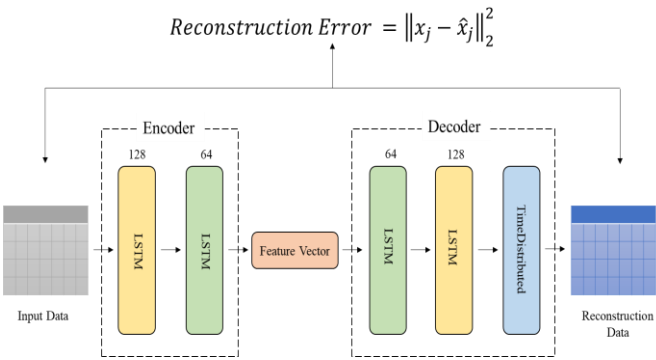 Reconstruction Error = ‖x_j − x̂_j‖₂²
Encoder
Decoder
128
64
64
128
LSTM
LSTM
Feature Vector
LSTM
LSTM
TimeDistributed
Input Data
Reconstruction
Data